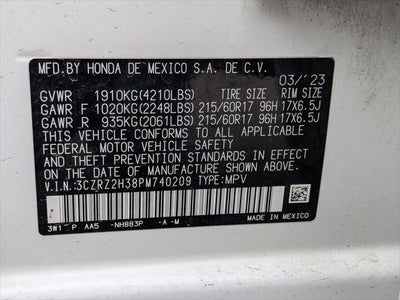 MFD.BY HONDA DE MEXICO S.A. DE C.V.
03/'23
GVWR 1910KG(4210LBS) TIRE SIZE RIM SIZE
GAWR F 1020KG(2248LBS) 215/60R17 96H 17X6.5J
GAWR R 935KG(2061LBS) 215/60R17 96H 17X6.5J
THIS VEHICLE CONFORMS TO ALL APPLICABLE
FEDERAL MOTOR VEHICLE SAFETY
STANDARDS IN EFFECT ON THE DATE OF
MANUFACTURE SHOWN ABOVE.
V.I.N:3CZRZ2H38PM740209 TYPE:MPV
3W1 P AA5 -NH883P -A -M MADE IN MEXICO